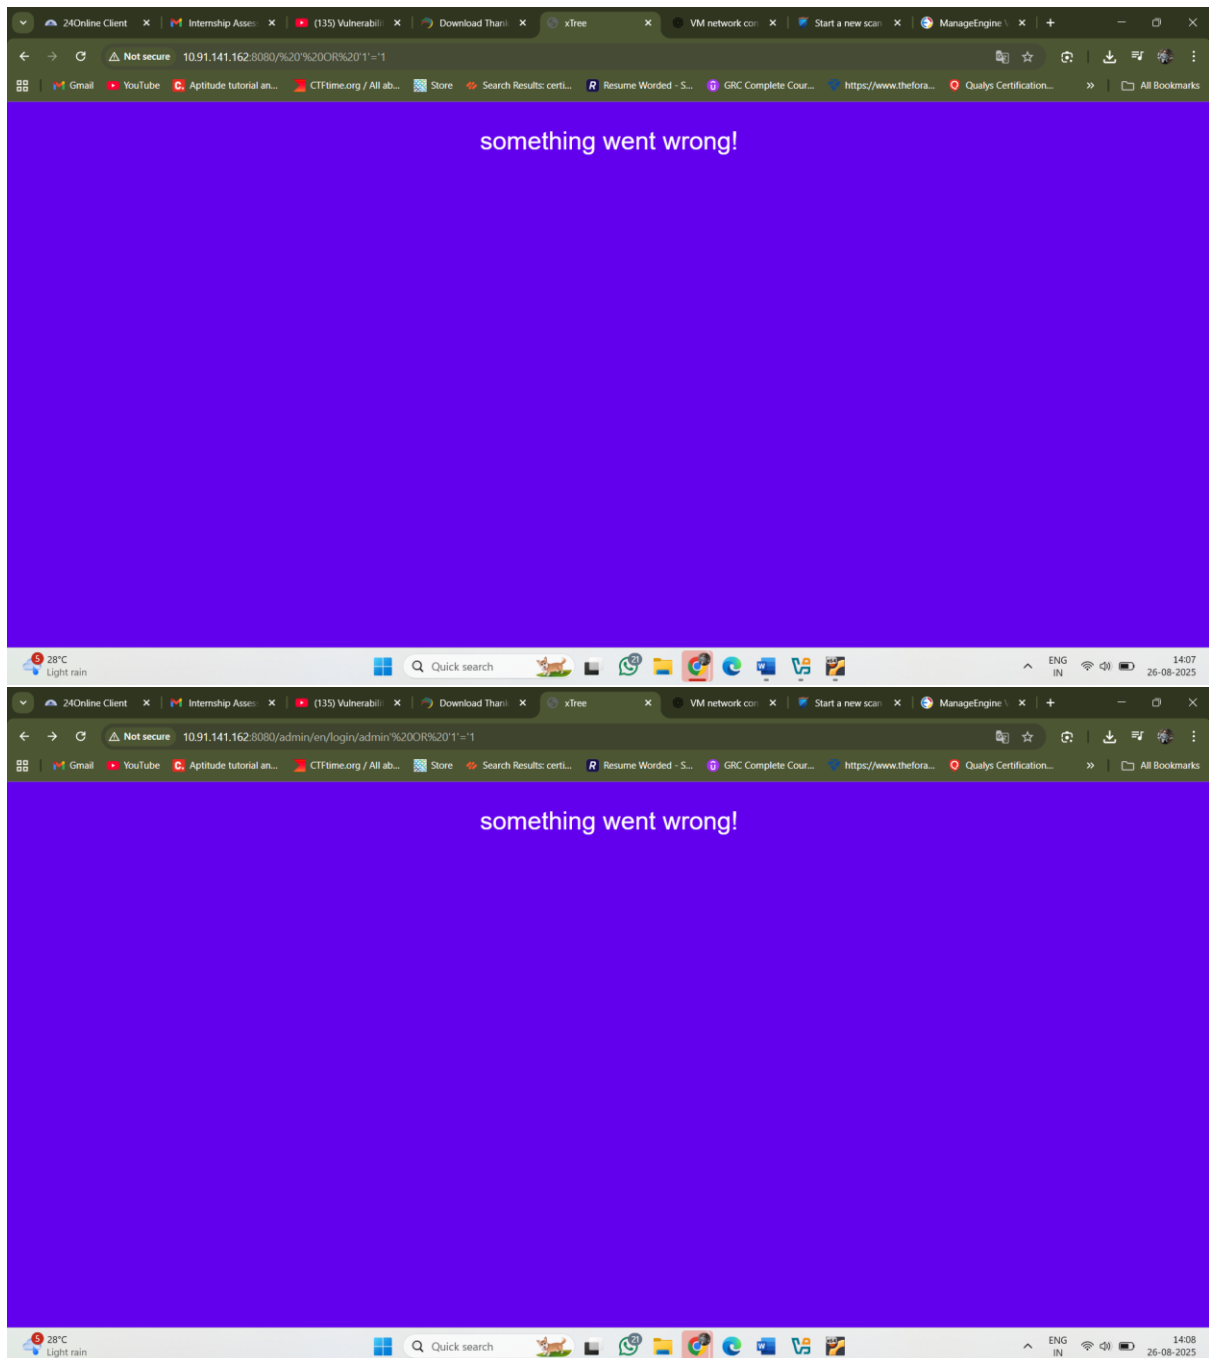 24Online Client
Internship Asses
(135) Vulnerabili
Download Thank
xTree
VM network con
Start a new scan
ManageEngine V
Not secure 10.91.141.162:8080/%20'%20OR%20'1'='1
Gmail
YouTube
Aptitude tutorial an...
CTFtime.org / All ab...
Store
Search Results: certi...
Resume Worded - S...
GRC Complete Cour...
https://www.thefora...
Qualys Certification...
»
All Bookmarks
something went wrong!
5
28°C
Light rain
Quick search
21
ENG
IN
14:07
26-08-2025
24Online Client
Internship Asses
(135) Vulnerabili
Download Thank
xTree
VM network con
Start a new scan
ManageEngine V
Not secure 10.91.141.162:8080/admin/en/login/admin'%20OR%20'1'='1
Gmail
YouTube
Aptitude tutorial an...
CTFtime.org / All ab...
Store
Search Results: certi...
Resume Worded - S...
GRC Complete Cour...
https://www.thefora...
Qualys Certification...
»
All Bookmarks
something went wrong!
5
28°C
Light rain
Quick search
21
ENG
IN
14:08
26-08-2025